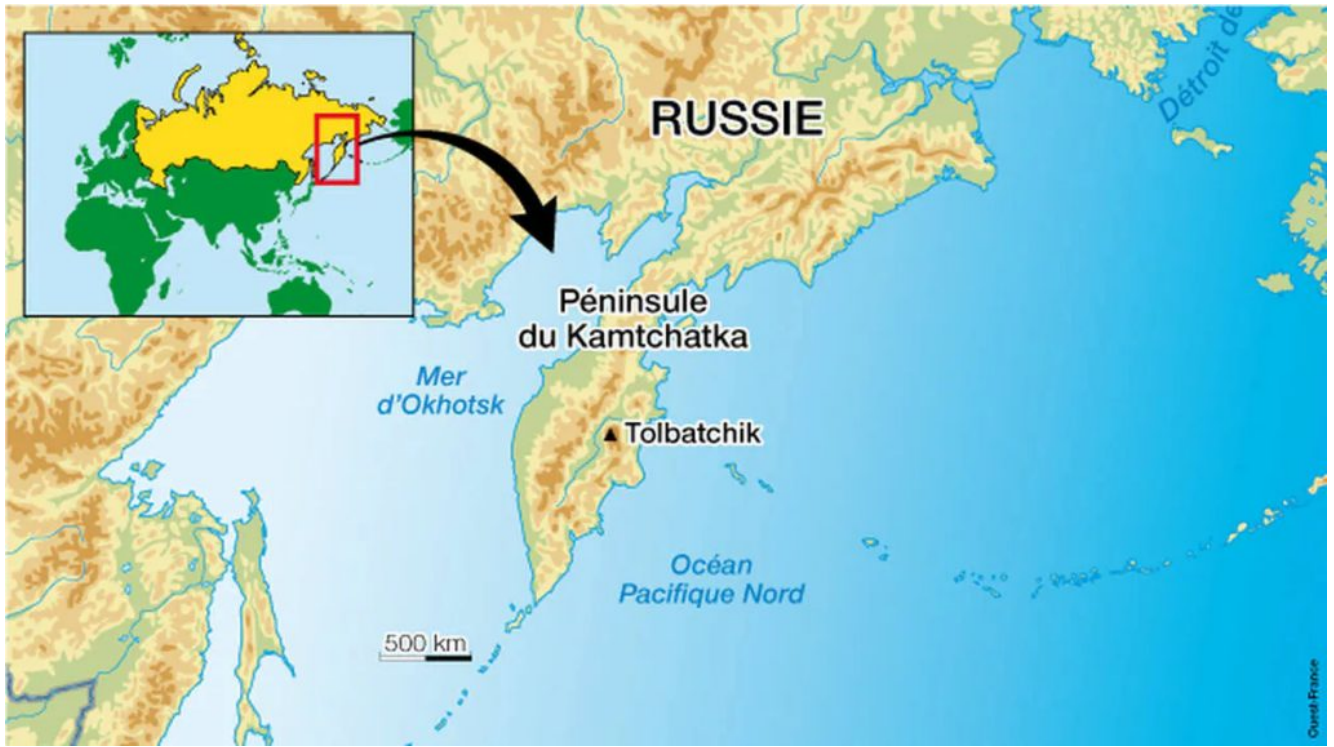 RUSSIE
Détroit de
Péninsule
du Kamtchatka
Mer
d'Okhotsk
Tolbatchik
Océan
Pacifique Nord
500 km
Ouest-France